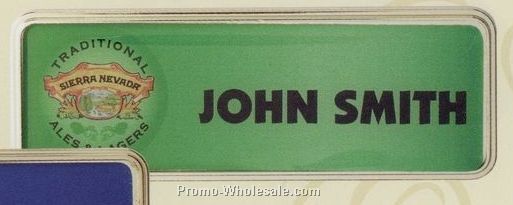 TRADITIONAL
SIERRA NEVADA
ALES & LAGERS
JOHN SMITH
Promo-Wholesale.com